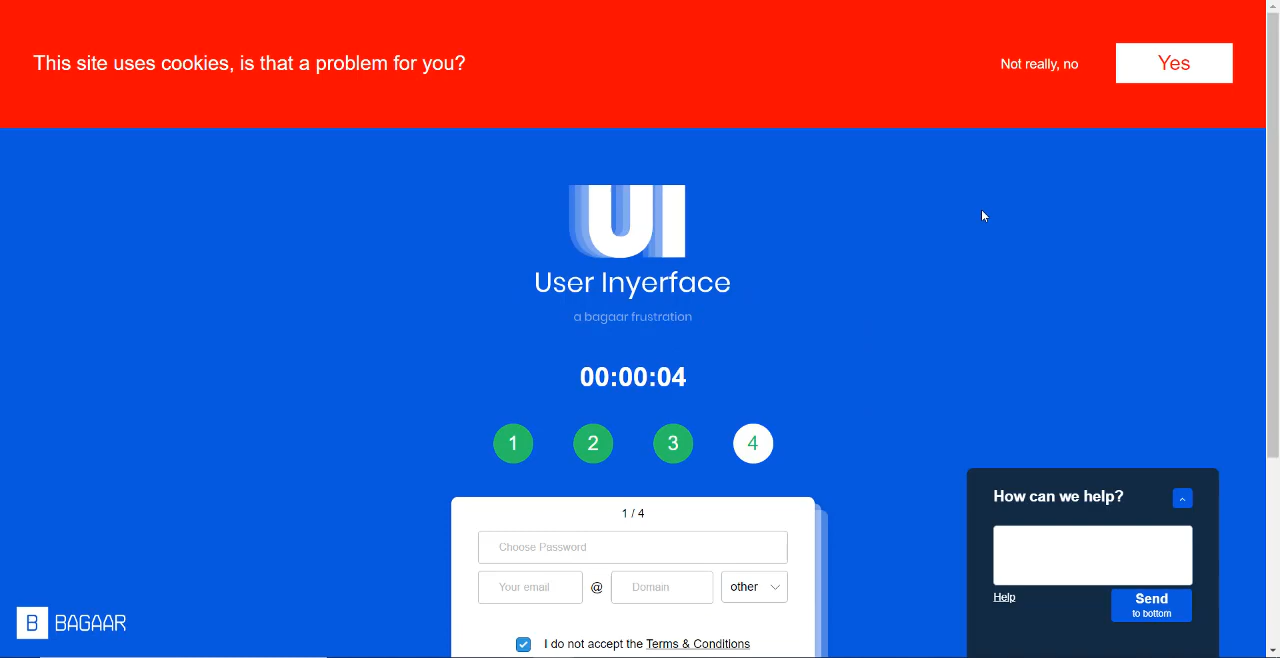 This site uses cookies, is that a problem for you?
Not really, no
Yes
UI
User Inyerface
a bagaar frustration
00:00:04
1 2 3 4
1 / 4
Choose Password
Your email @ Domain other
I do not accept the Terms & Conditions
How can we help?
Help
Send
to bottom
B BAGAAR